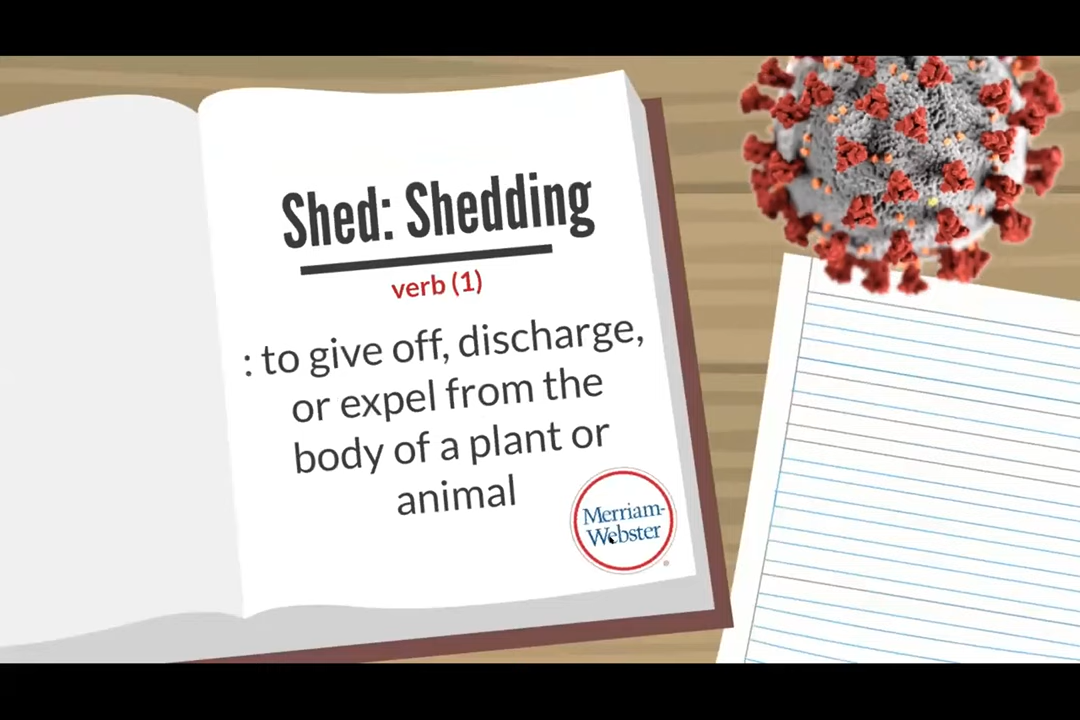 Shed: Shedding
verb (1)
: to give off, discharge,
or expel from the
body of a plant or
animal
Merriam-
Webster